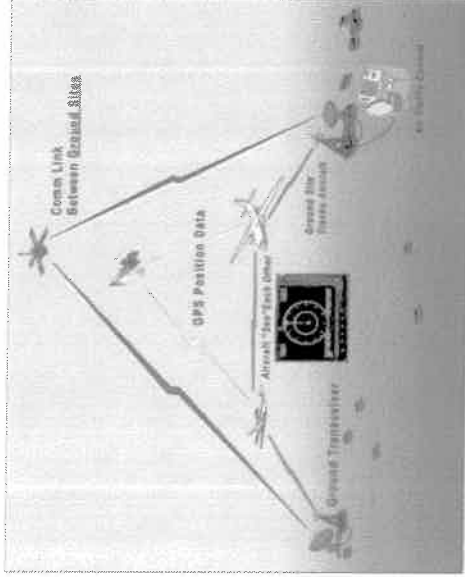 Comm Link
Between Ground Sites
GPS Position Data
Aircraft "See" Each Other
Ground Site
Tracks Aircraft
Ground Transceiver
Air Traffic Control